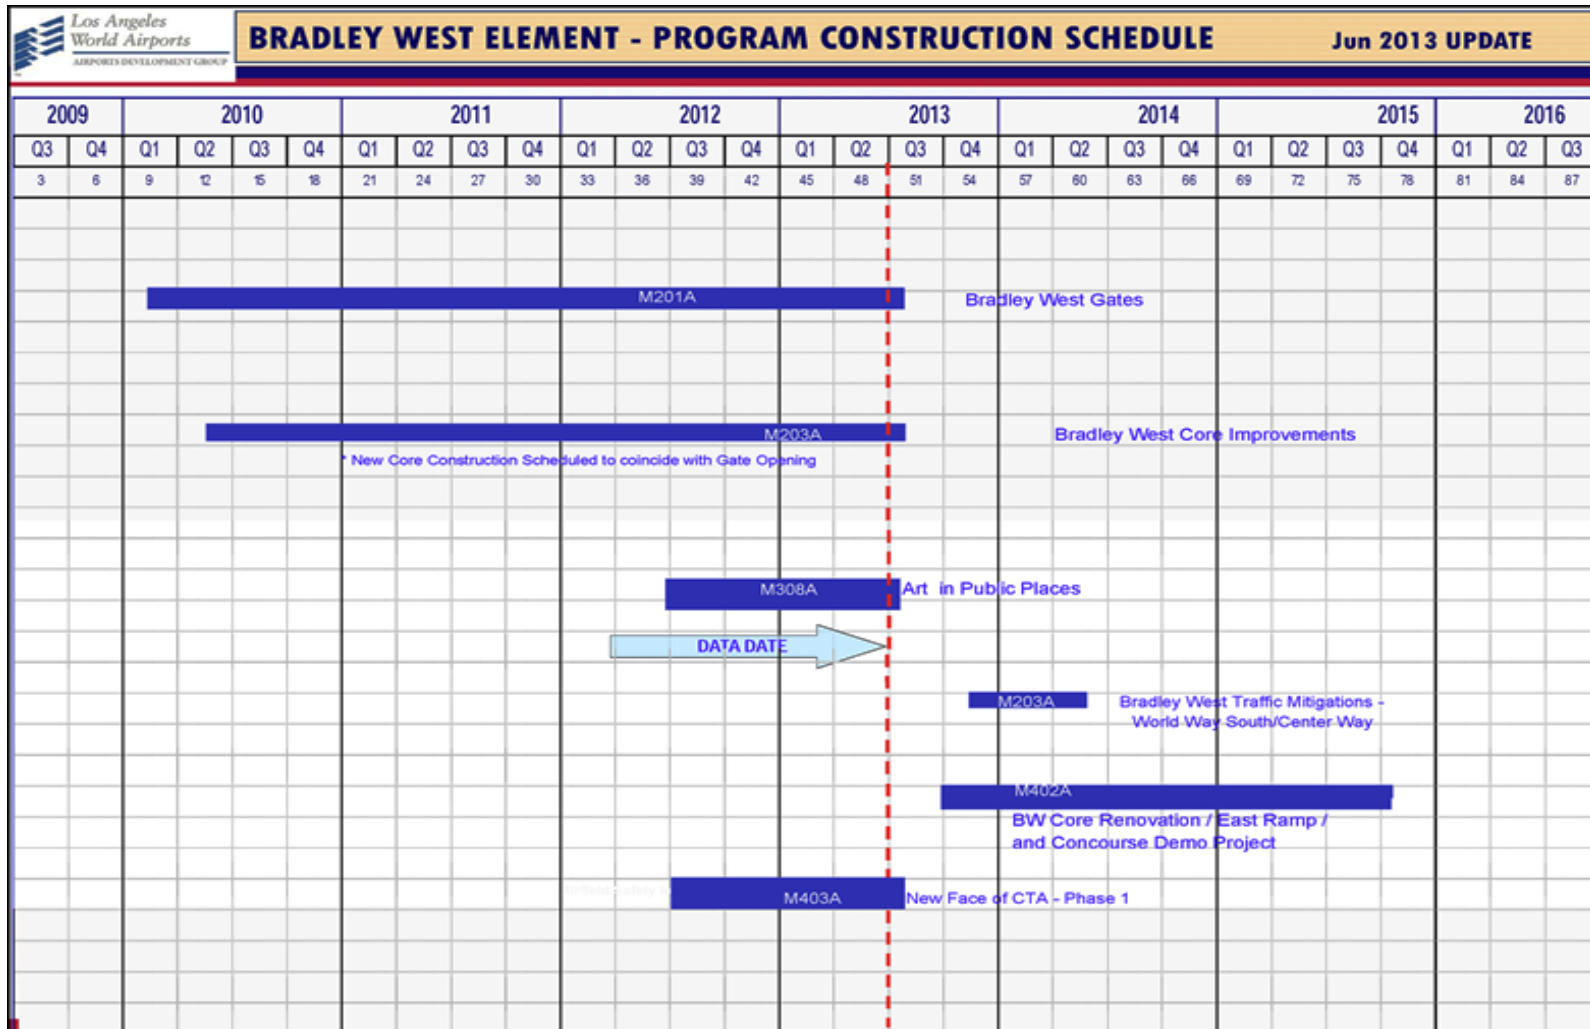 Los Angeles
World Airports
AIRPORTS DEVELOPMENT GROUP
BRADLEY WEST ELEMENT - PROGRAM CONSTRUCTION SCHEDULE
Jun 2013 UPDATE
2009 2010 2011 2012 2013 2014 2015 2016
Q3 Q4 Q1 Q2 Q3 Q4 Q1 Q2 Q3 Q4 Q1 Q2 Q3 Q4 Q1 Q2 Q3 Q4 Q1 Q2 Q3 Q4 Q1 Q2 Q3 Q4 Q1 Q2 Q3
3 6 9 12 15 18 21 24 27 30 33 36 39 42 45 48 51 54 57 60 63 66 69 72 75 78 81 84 87
M201A Bradley West Gates
M203A Bradley West Core Improvements
* New Core Construction Scheduled to coincide with Gate Opening
M308A Art in Public Places
DATA DATE
M203A Bradley West Traffic Mitigations -
World Way South/Center Way
M402A
BW Core Renovation / East Ramp /
and Concourse Demo Project
M403A New Face of CTA - Phase 1